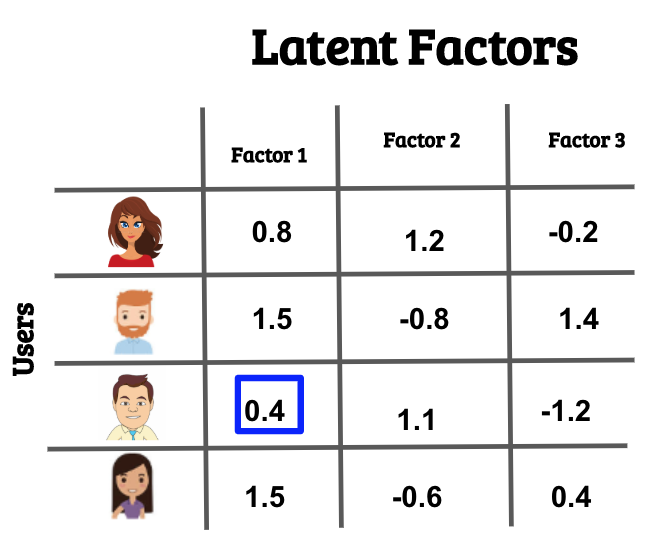 Latent Factors
Factor 1 Factor 2 Factor 3
0.8 1.2 -0.2
1.5 -0.8 1.4
Users
0.4 1.1 -1.2
1.5 -0.6 0.4